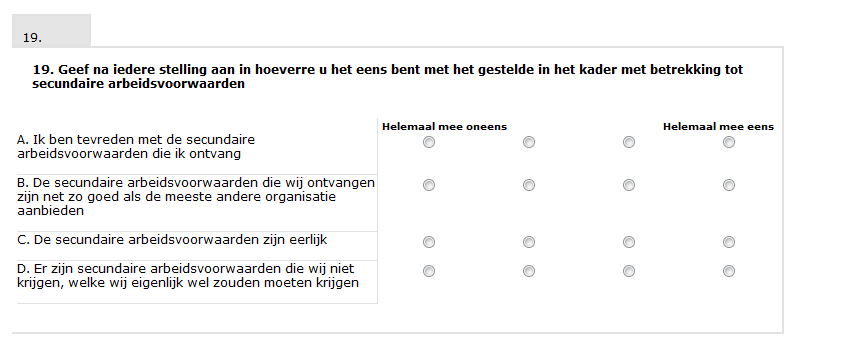 19.
19. Geef na iedere stelling aan in hoeverre u het eens bent met het gestelde in het kader met betrekking tot
secundaire arbeidsvoorwaarden
Helemaal mee oneens Helemaal mee eens
A. Ik ben tevreden met de secundaire
arbeidsvoorwaarden die ik ontvang
B. De secundaire arbeidsvoorwaarden die wij ontvangen
zijn net zo goed als de meeste andere organisatie
aanbieden
C. De secundaire arbeidsvoorwaarden zijn eerlijk
D. Er zijn secundaire arbeidsvoorwaarden die wij niet
krijgen, welke wij eigenlijk wel zouden moeten krijgen